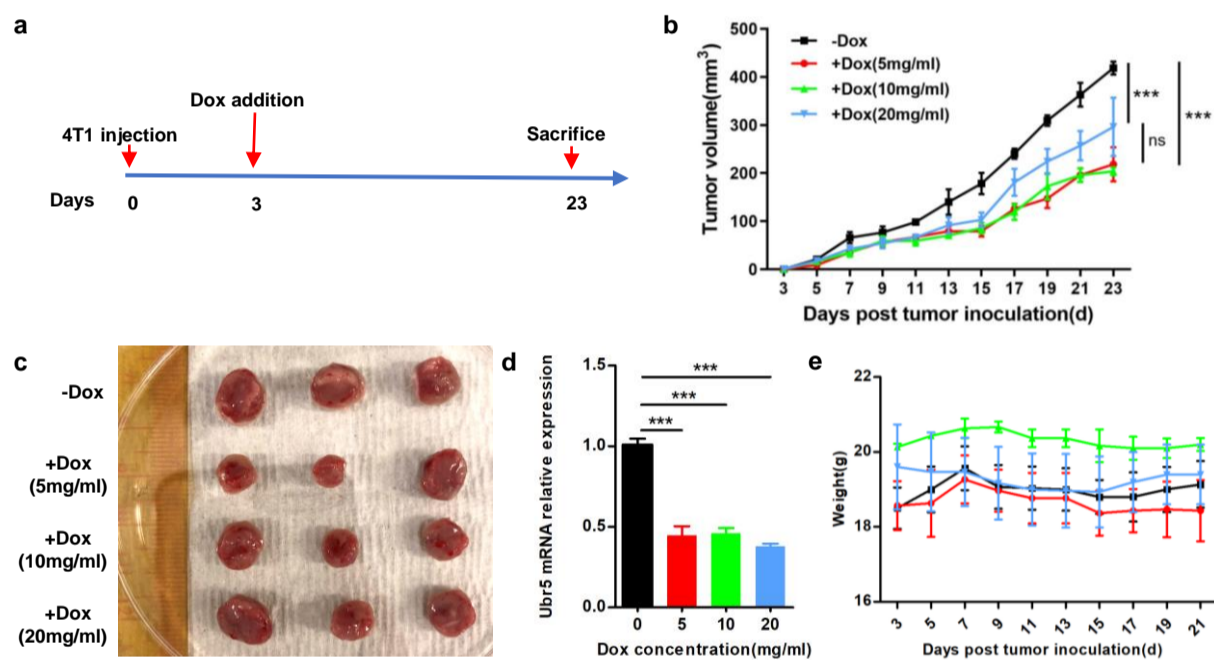 a
Dox addition
4T1 injection
Sacrifice
Days
0
3
23
b
Tumor volume(mm3)
500
400
300
200
100
0
-Dox
+Dox(5mg/ml)
+Dox(10mg/ml)
+Dox(20mg/ml)
***
ns
***
3 5 7 9 11 13 15 17 19 21 23
Days post tumor inoculation(d)
c
-Dox
+Dox
(5mg/ml)
+Dox
(10mg/ml)
+Dox
(20mg/ml)
d
Ubr5 mRNA relative expression
1.5
1.0
0.5
0.0
***
***
***
0 5 10 20
Dox concentration(mg/ml)
e
Weight(g)
22
20
18
16
3 5 7 9 11 13 15 17 19 21
Days post tumor inoculation(d)